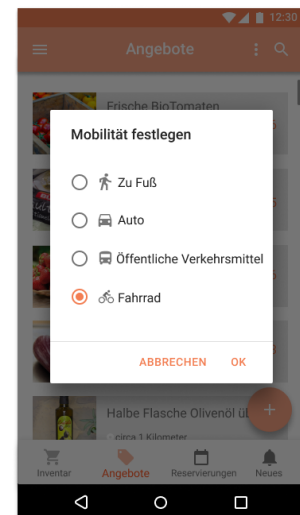 12:30
Angebote
Frische BioTomaten
Mobilität festlegen
Zu Fuß
Auto
Öffentliche Verkehrsmittel
Fahrrad
ABBRECHEN OK
Halbe Flasche Olivenöl
circa 1 Kilometer
Inventar Angebote Reservierungen Neues